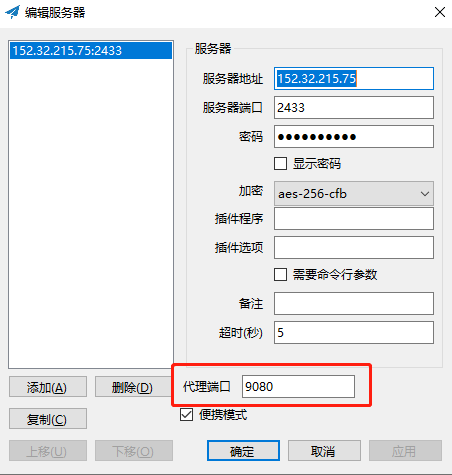 编辑服务器
152.32.215.75:2433
服务器
服务器地址 152.32.215.75
服务器端口 2433
密码 ●●●●●●●●●●
显示密码
加密 aes-256-cfb
插件程序
插件选项
需要命令行参数
备注
超时(秒) 5
添加(A) 删除(D) 代理端口 9080
复制(C) 便携模式
上移(U) 下移(O) 确定 取消 应用